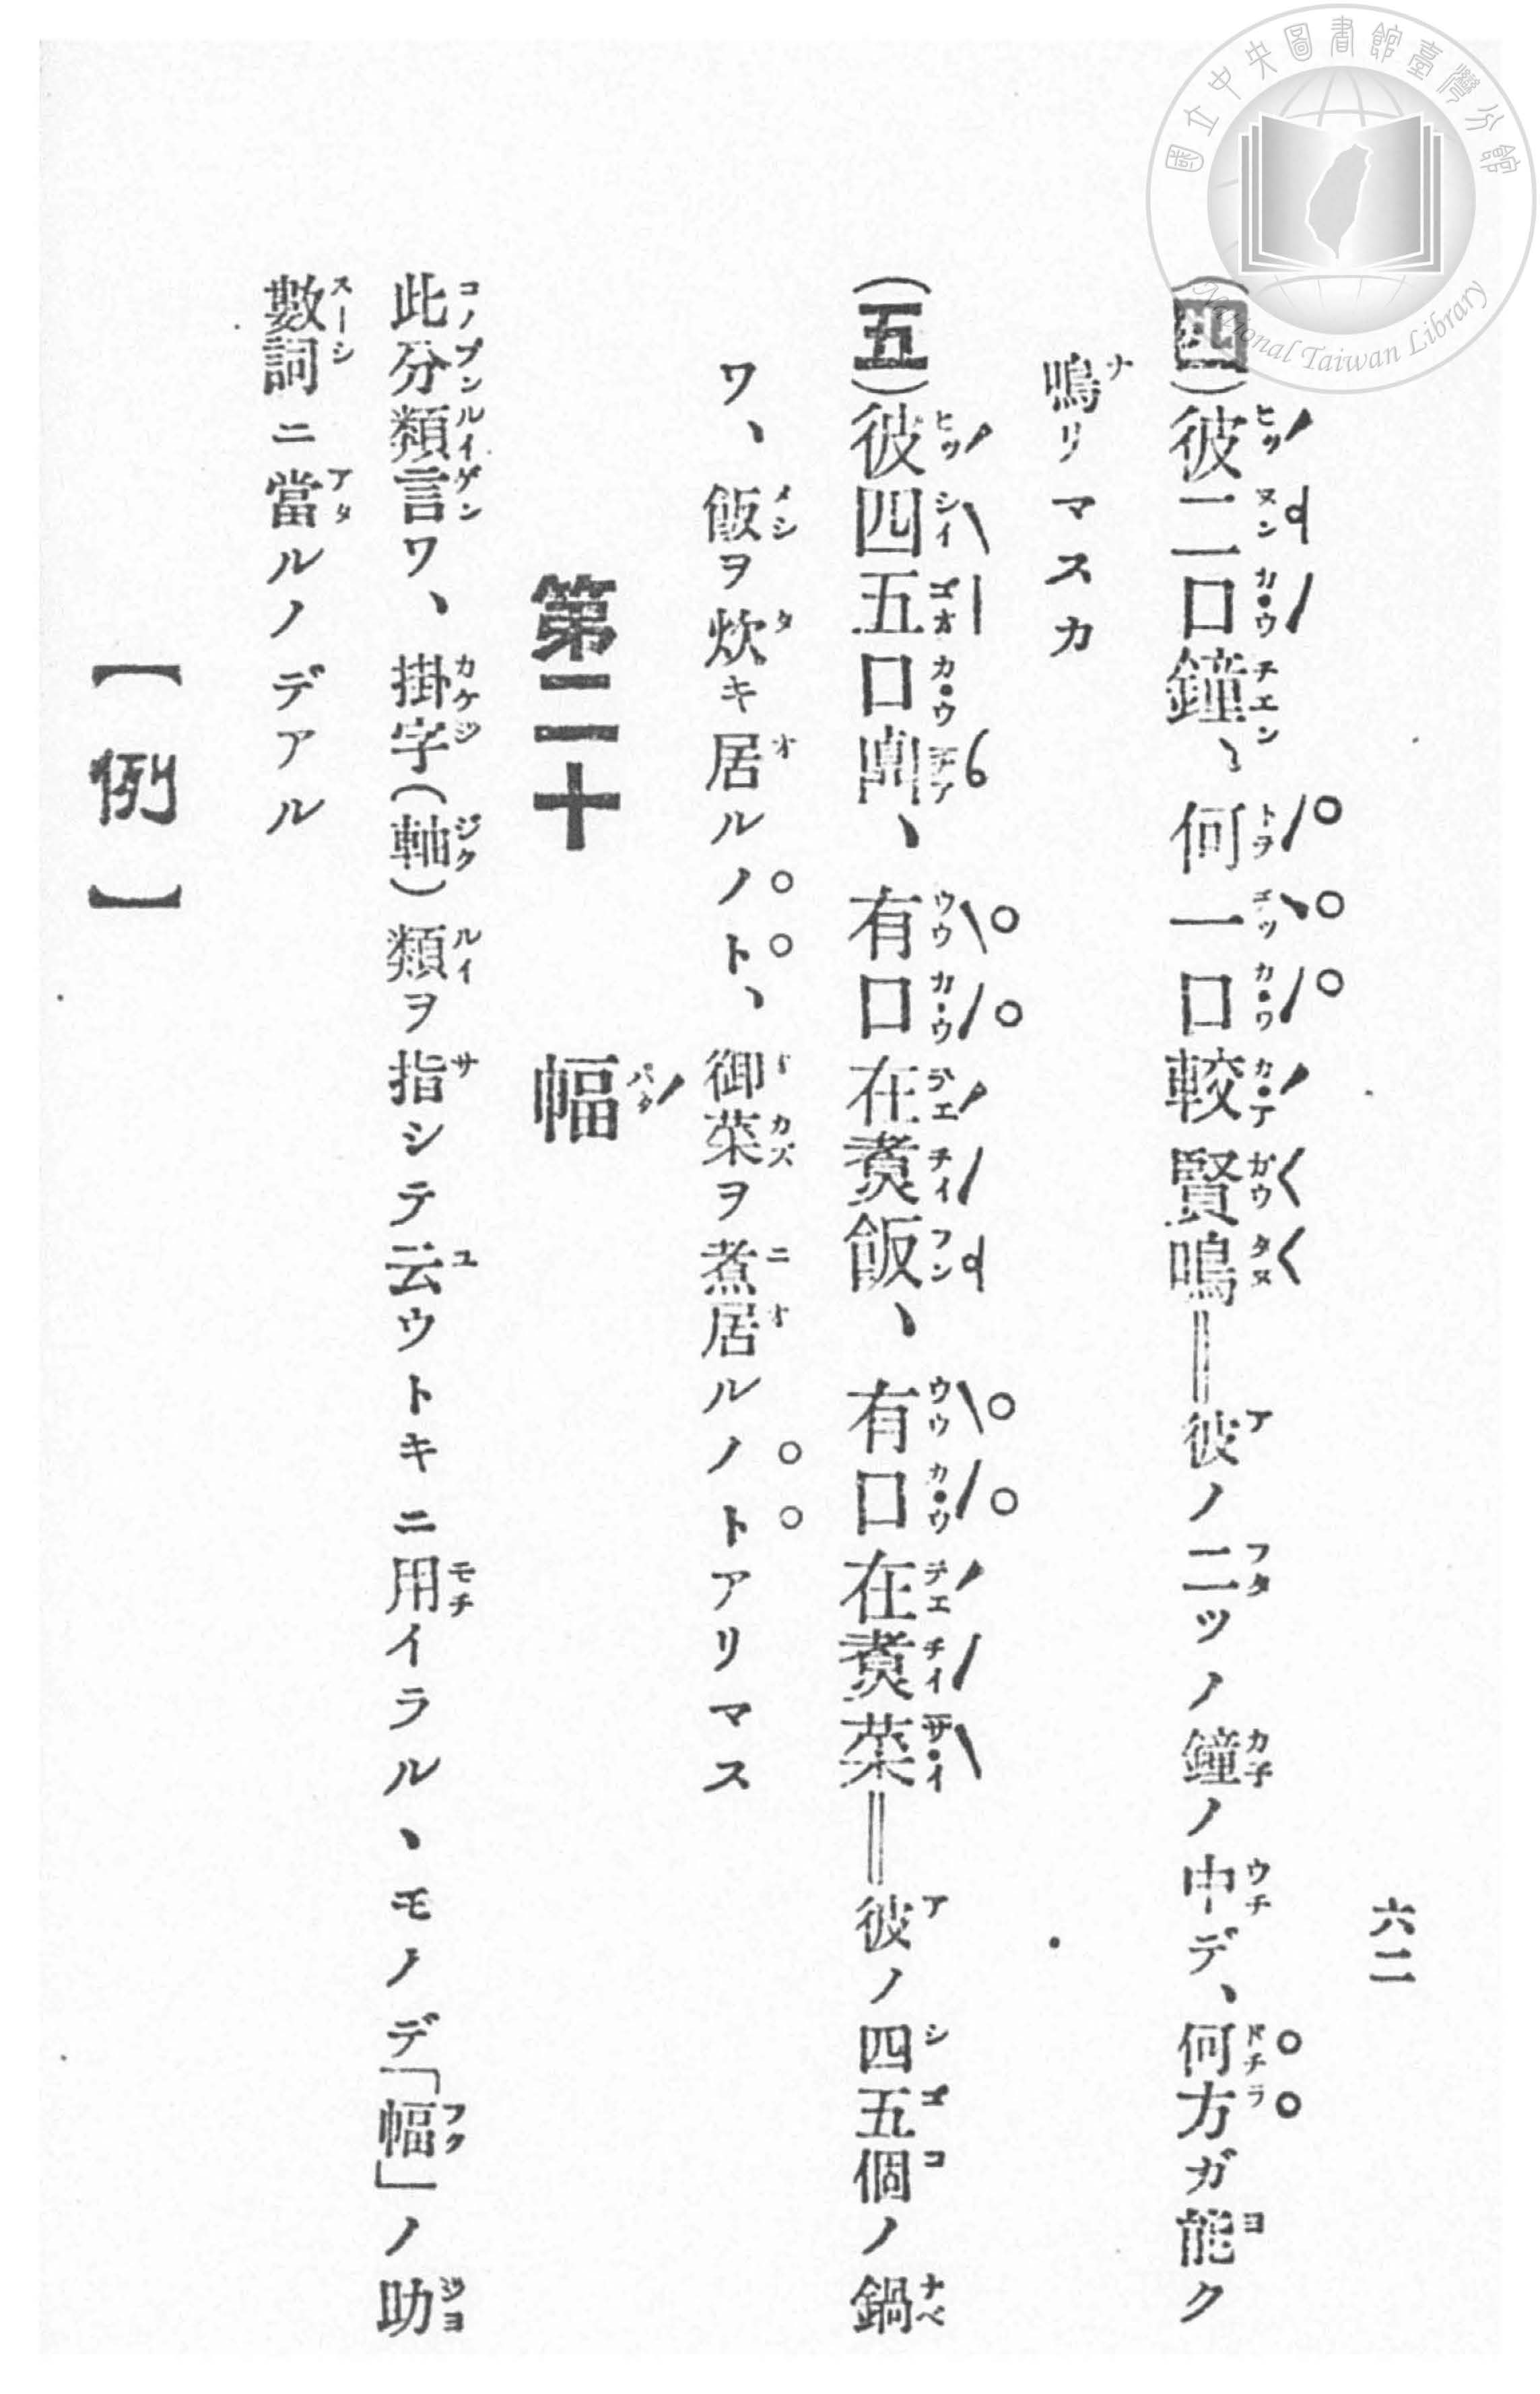 國立中央圖書館臺灣分館
National Taiwan Library
六二
(四)彼二口鐘、何一口較賢鳴＝彼ノ二ツノ鐘ノ中デ、何方ガ能ク
鳴リマスカ
(五)彼四五口、有口在煑飯、有口在煑菜＝彼ノ四五個ノ鍋
ワ、飯ヲ炊キ居ルノト、御菜ヲ煮居ルノトアリマス
第二十 幅
此分類言ワ、掛字(軸)類ヲ指シテ云ウトキニ用イラル、モノデ「幅」ノ助
數詞ニ當ルノデアル
【例】